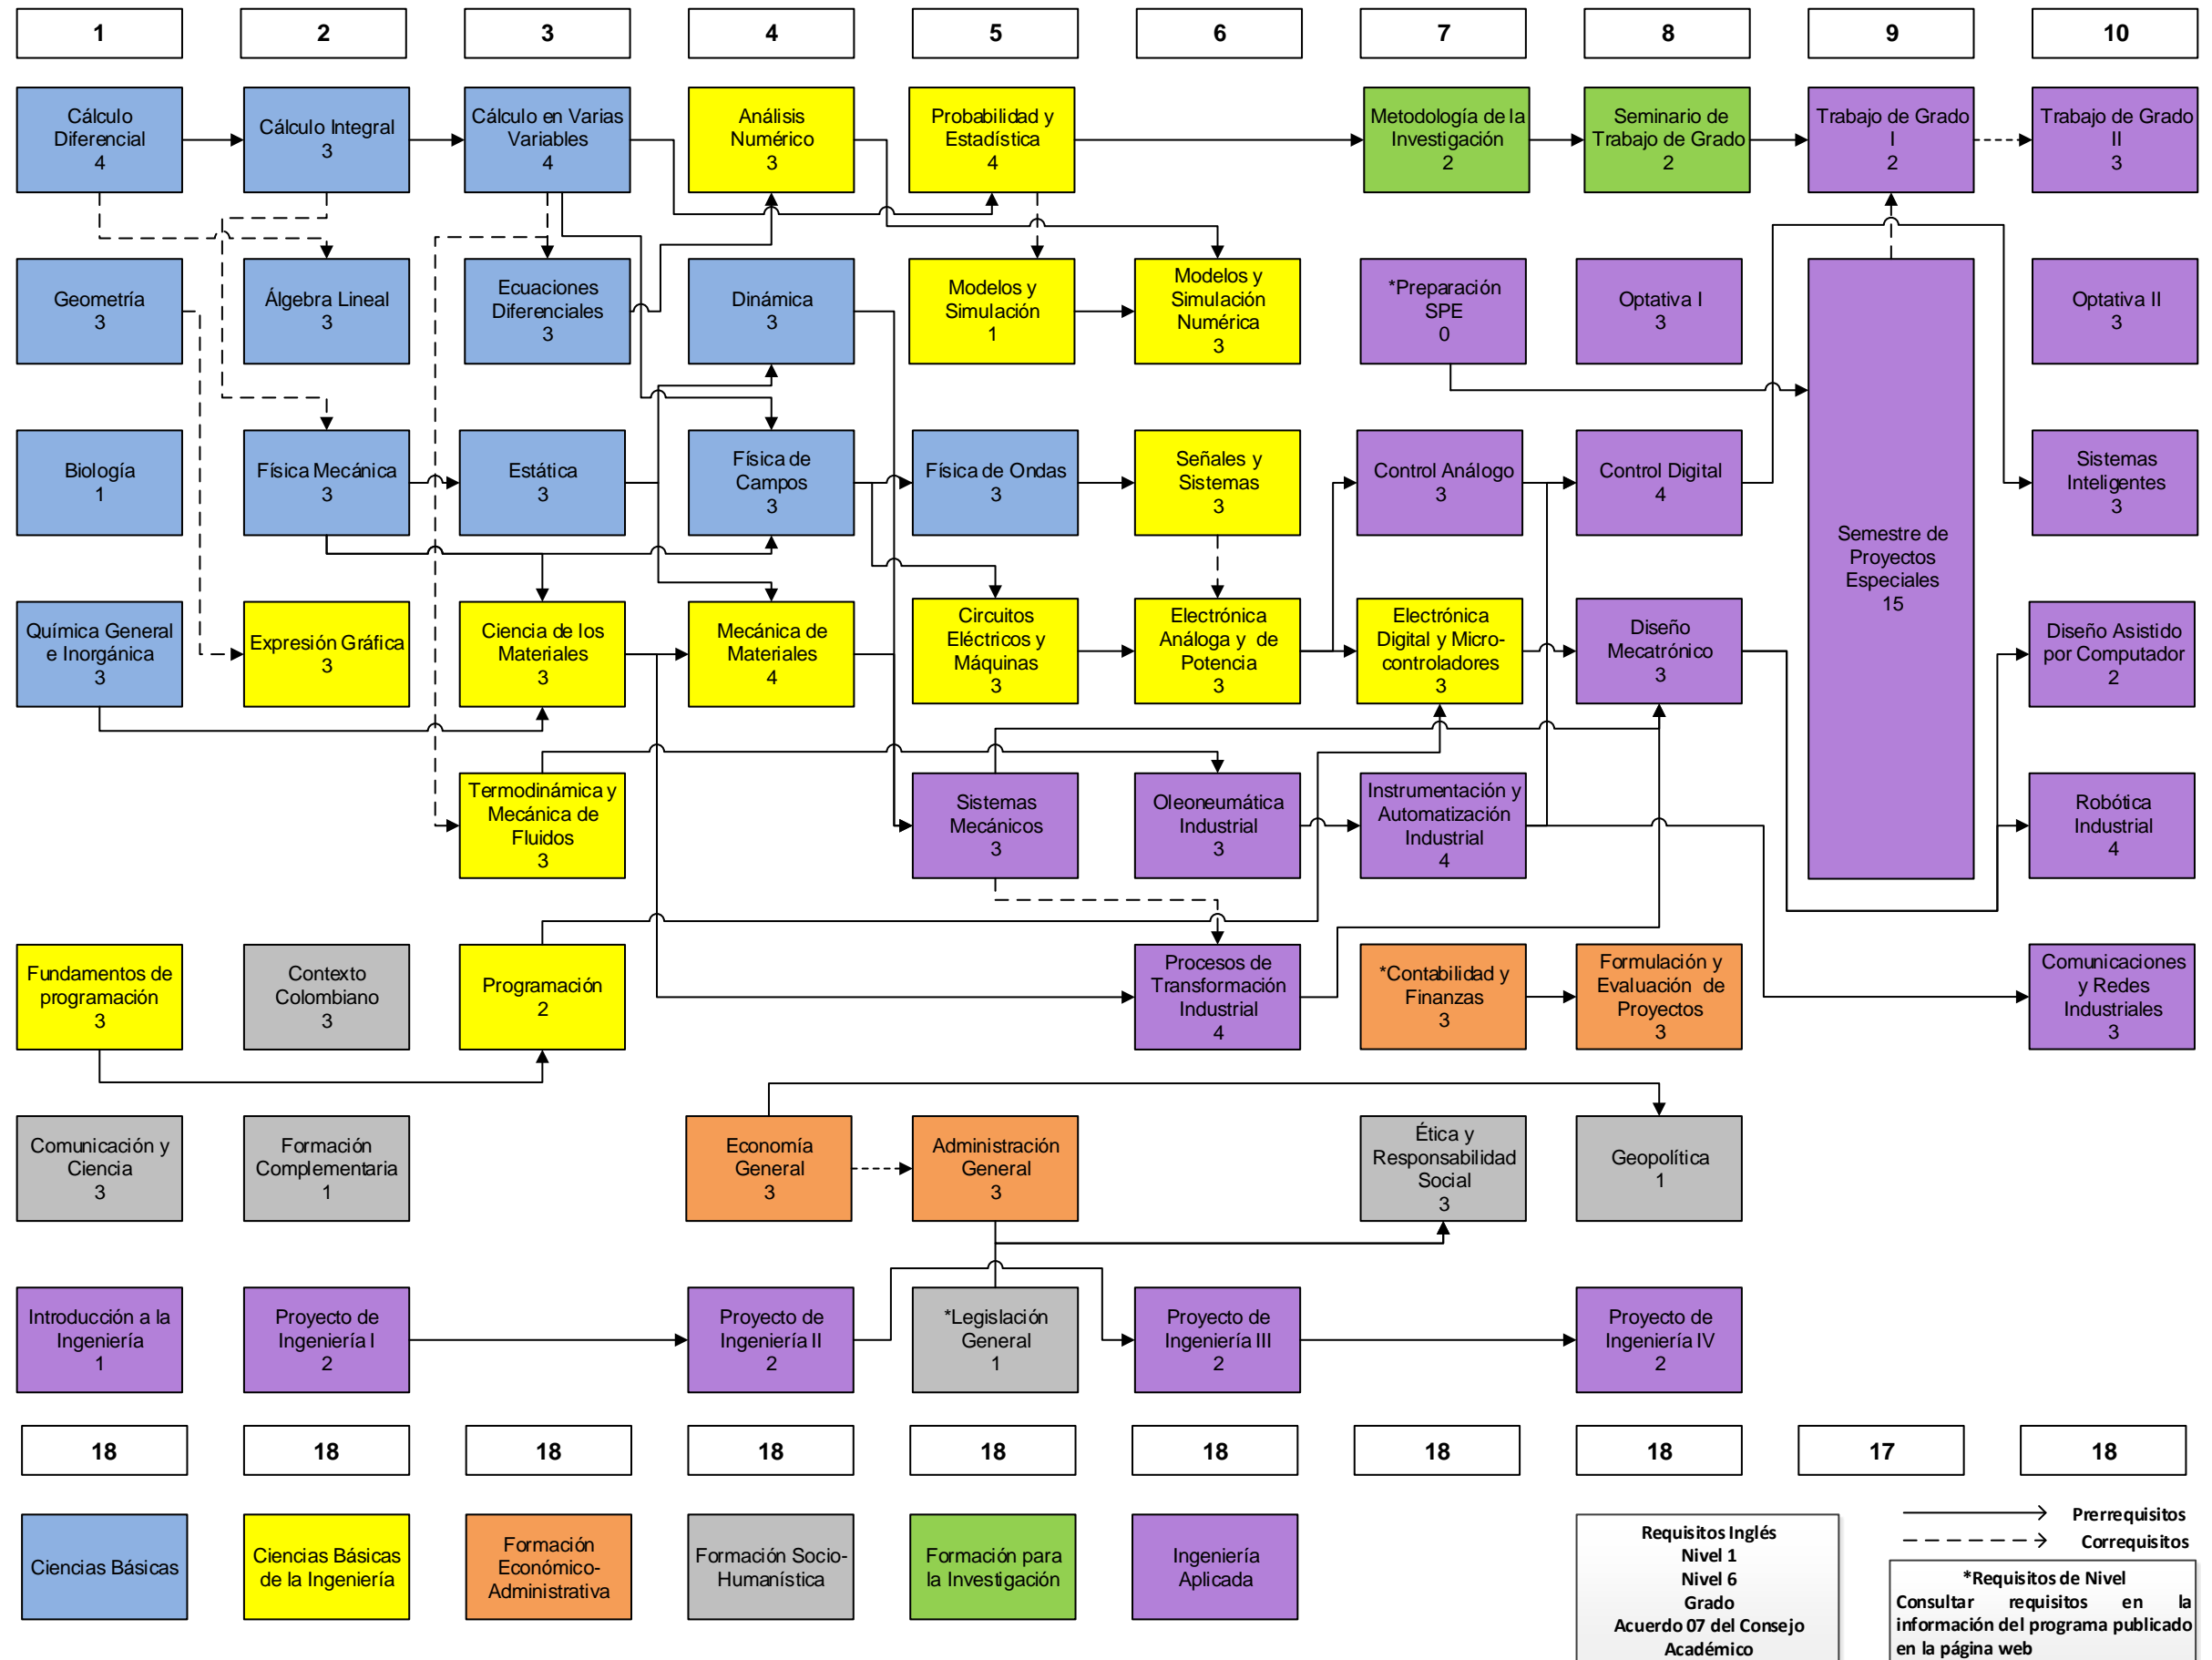 1
2
3
4
5
6
7
8
9
10
Cálculo
Diferencial
4
Cálculo Integral
3
Cálculo en Varias
Variables
4
Análisis
Numérico
3
Probabilidad y
Estadística
4
Metodología de la
Investigación
2
Seminario de
Trabajo de Grado
2
Trabajo de Grado
I
2
Trabajo de Grado
II
3
Geometría
3
Álgebra Lineal
3
Ecuaciones
Diferenciales
3
Dinámica
3
Modelos y
Simulación
1
Modelos y
Simulación
Numérica
3
*Preparación
SPE
0
Optativa I
3
Optativa II
3
Biología
1
Física Mecánica
3
Estática
3
Física de
Campos
3
Física de Ondas
3
Señales y
Sistemas
3
Control Análogo
3
Control Digital
4
Semestre de
Proyectos
Especiales
15
Sistemas
Inteligentes
3
Química General
e Inorgánica
3
Expresión Gráfica
3
Ciencia de los
Materiales
3
Mecánica de
Materiales
4
Circuitos
Eléctricos y
Máquinas
3
Electrónica
Análoga y de
Potencia
3
Electrónica
Digital y Micro-
controladores
3
Diseño
Mecatrónico
3
Diseño Asistido
por Computador
2
Termodinámica y
Mecánica de
Fluidos
3
Sistemas
Mecánicos
3
Oleoneumática
Industrial
3
Instrumentación y
Automatización
Industrial
4
Robótica
Industrial
4
Fundamentos de
programación
3
Contexto
Colombiano
3
Programación
2
Procesos de
Transformación
Industrial
4
*Contabilidad y
Finanzas
3
Formulación y
Evaluación de
Proyectos
3
Comunicaciones
y Redes
Industriales
3
Comunicación y
Ciencia
3
Formación
Complementaria
1
Economía
General
3
Administración
General
3
Ética y
Responsabilidad
Social
3
Geopolítica
1
Introducción a la
Ingeniería
1
Proyecto de
Ingeniería I
2
Proyecto de
Ingeniería II
2
*Legislación
General
1
Proyecto de
Ingeniería III
2
Proyecto de
Ingeniería IV
2
18
18
18
18
18
18
18
18
17
18
Ciencias Básicas
Ciencias Básicas
de la Ingeniería
Formación
Económico-
Administrativa
Formación Socio-
Humanística
Formación para
la Investigación
Ingeniería
Aplicada
Requisitos Inglés
Nivel 1
Nivel 6
Grado
Acuerdo 07 del Consejo
Académico
Prerrequisitos
Correquisitos
*Requisitos de Nivel
Consultar requisitos en la
información del programa publicado
en la página web